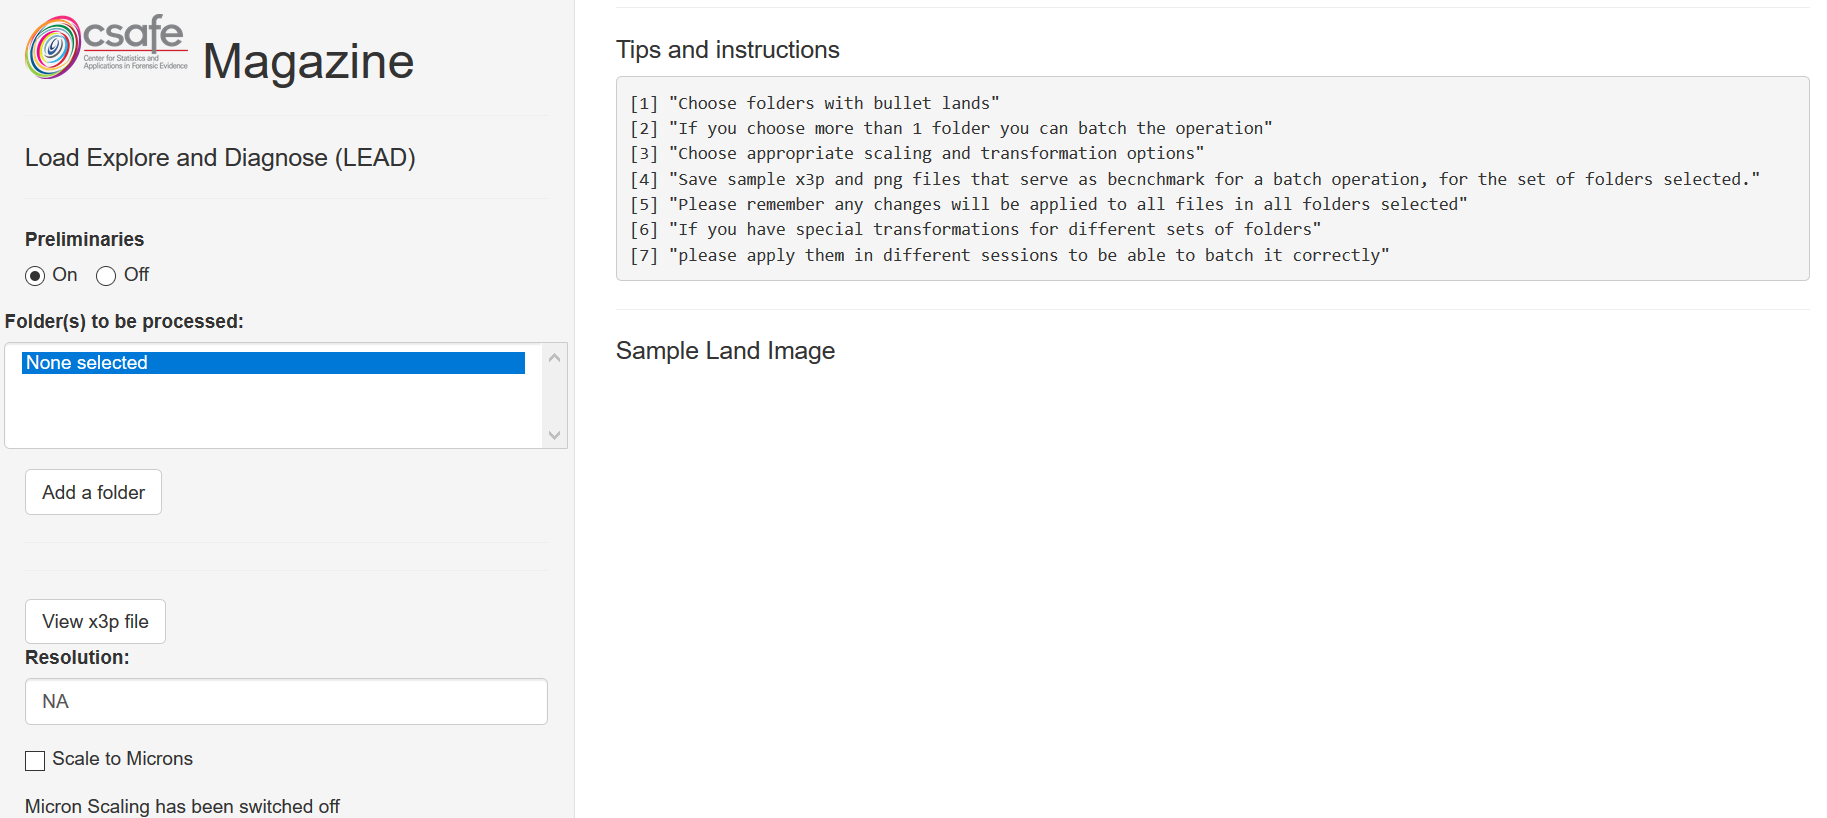 csafe
Center for Statistics and
Applications in Forensic Evidence
Magazine
Load Explore and Diagnose (LEAD)
Preliminaries
On Off
Folder(s) to be processed:
None selected
Add a folder
View x3p file
Resolution:
NA
Scale to Microns
Micron Scaling has been switched off
Tips and instructions
[1] "Choose folders with bullet lands"
[2] "If you choose more than 1 folder you can batch the operation"
[3] "Choose appropriate scaling and transformation options"
[4] "Save sample x3p and png files that serve as becnchmark for a batch operation, for the set of folders selected."
[5] "Please remember any changes will be applied to all files in all folders selected"
[6] "If you have special transformations for different sets of folders"
[7] "please apply them in different sessions to be able to batch it correctly"
Sample Land Image